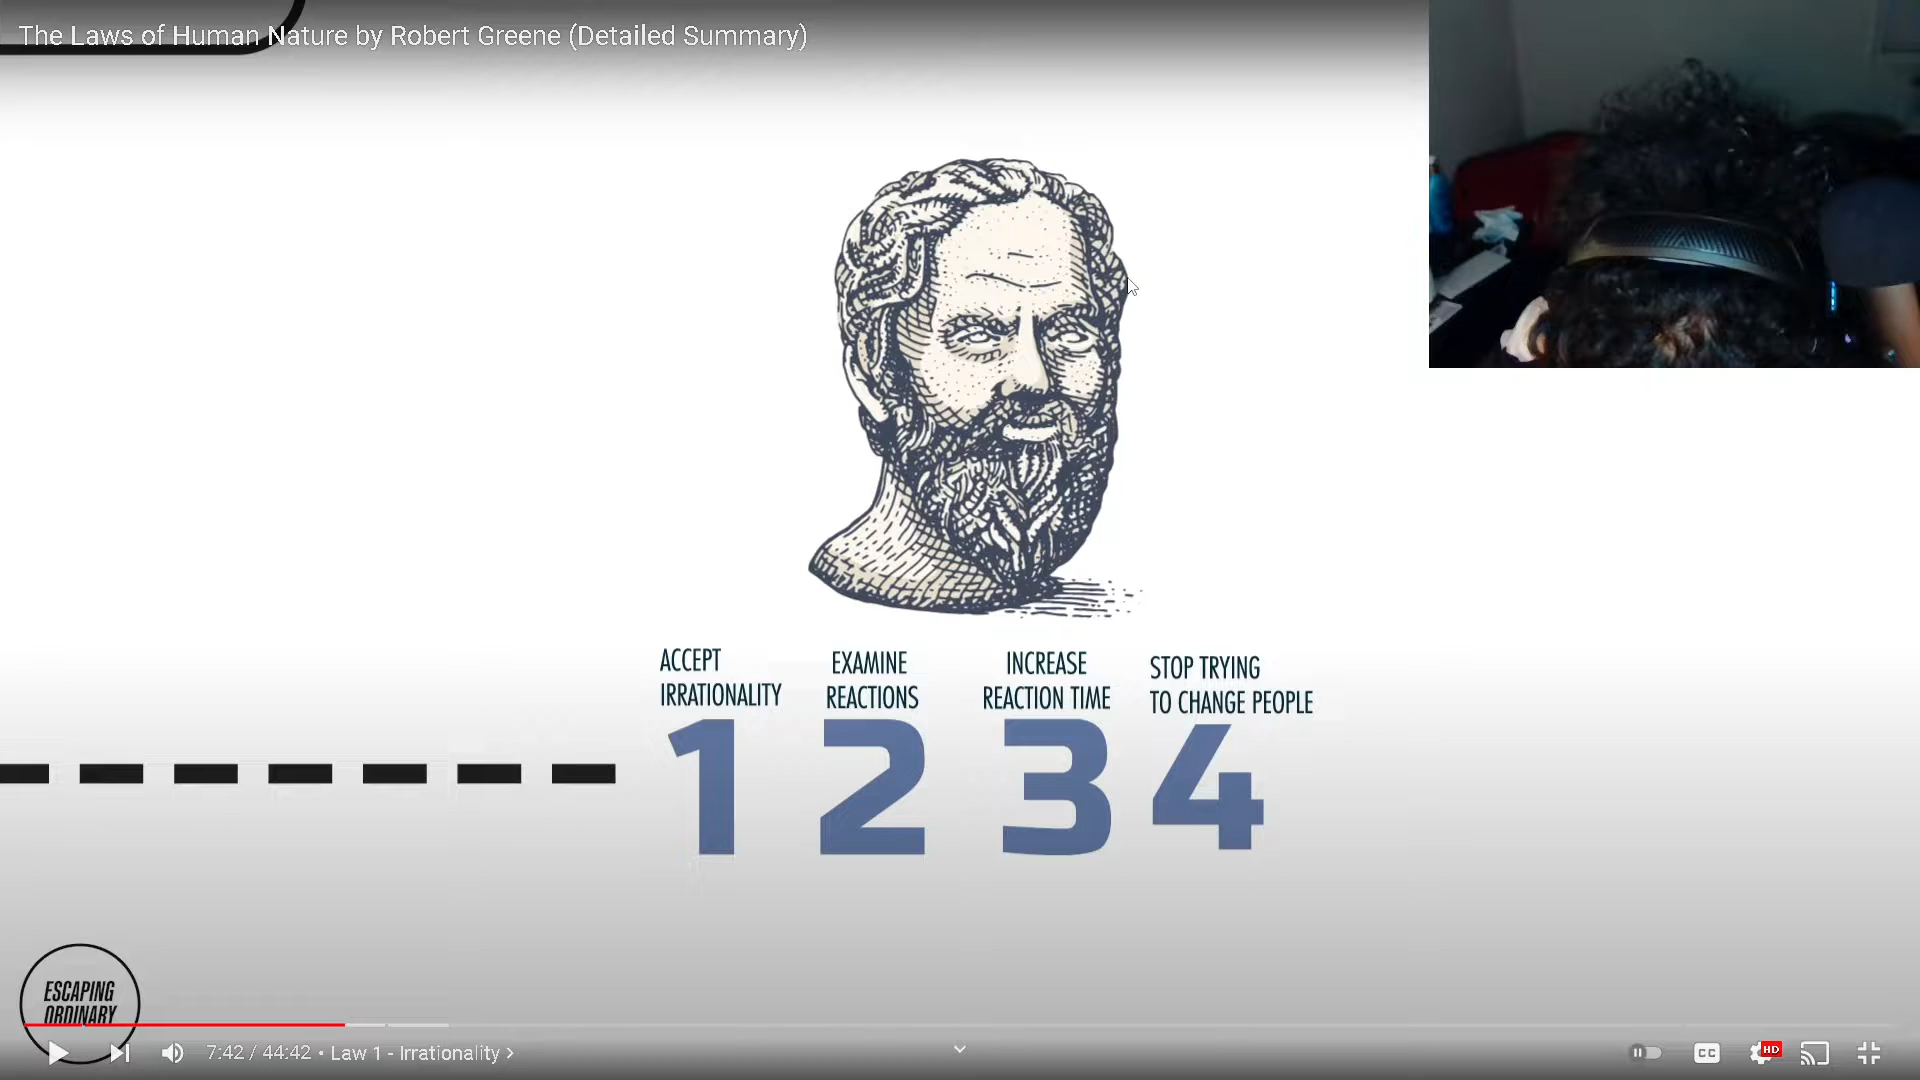 The Laws of Human Nature by Robert Greene (Detailed Summary)
ACCEPT
IRRATIONALITY
EXAMINE
REACTIONS
INCREASE
REACTION TIME
STOP TRYING
TO CHANGE PEOPLE
1 2 3 4
ESCAPING
ORDINARY
7:42 / 44:42 • Law 1 - Irrationality >
CC
HD